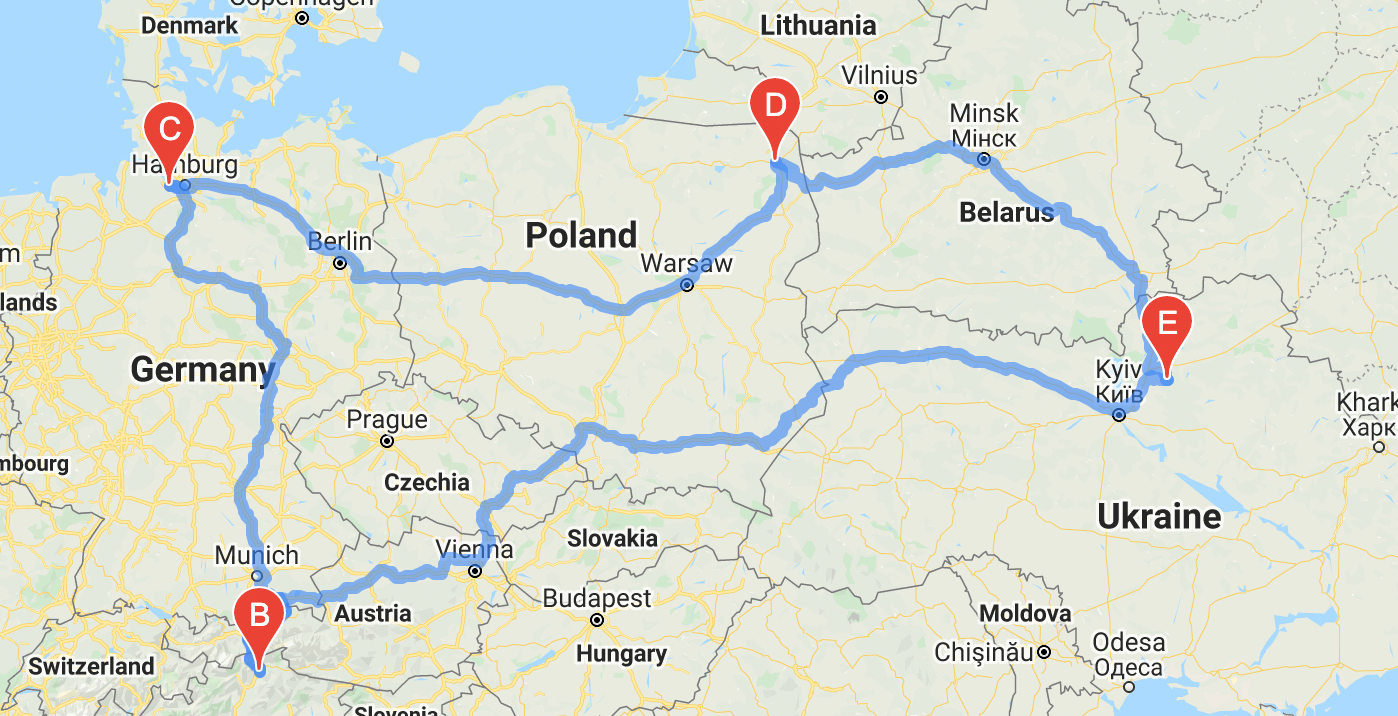 Copenhagen
Denmark
Lithuania
Vilnius
D
C
Minsk
Мінск
Hamburg
Belarus
Poland
Berlin
Warsaw
lands
E
Germany
Kyiv
Київ
Prague
Khark
Харк
mbourg
Czechia
Ukraine
Slovakia
Vienna
Munich
Budapest
B
Austria
Moldova
Odesa
Одеса
Chișinău
Hungary
Switzerland
Slovenia